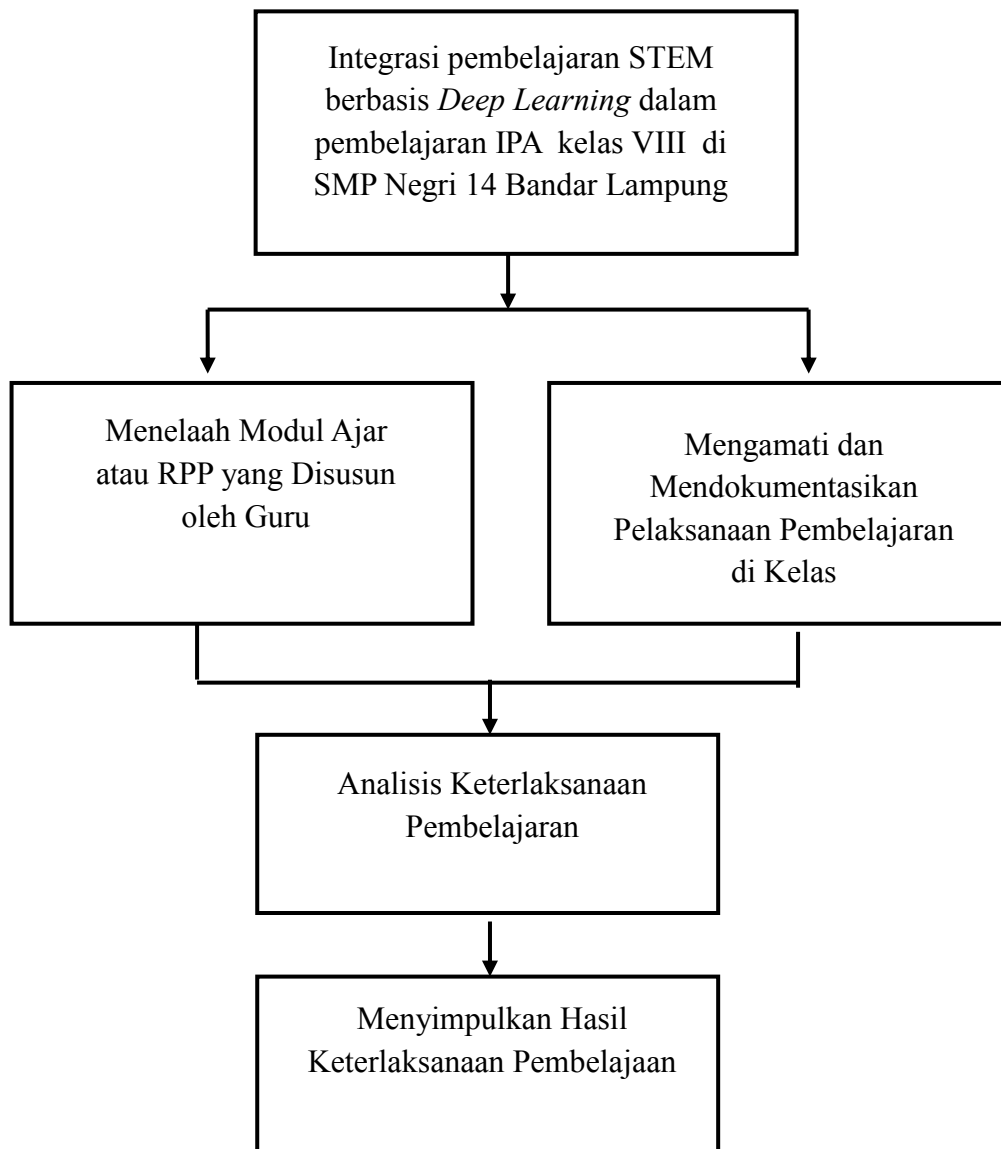 Integrasi pembelajaran STEM
berbasis Deep Learning dalam
pembelajaran IPA kelas VIII di
SMP Negri 14 Bandar Lampung
Menelaah Modul Ajar
atau RPP yang Disusun
oleh Guru
Mengamati dan
Mendokumentasikan
Pelaksanaan Pembelajaran
di Kelas
Analisis Keterlaksanaan
Pembelajaran
Menyimpulkan Hasil
Keterlaksanaan Pembelajaan